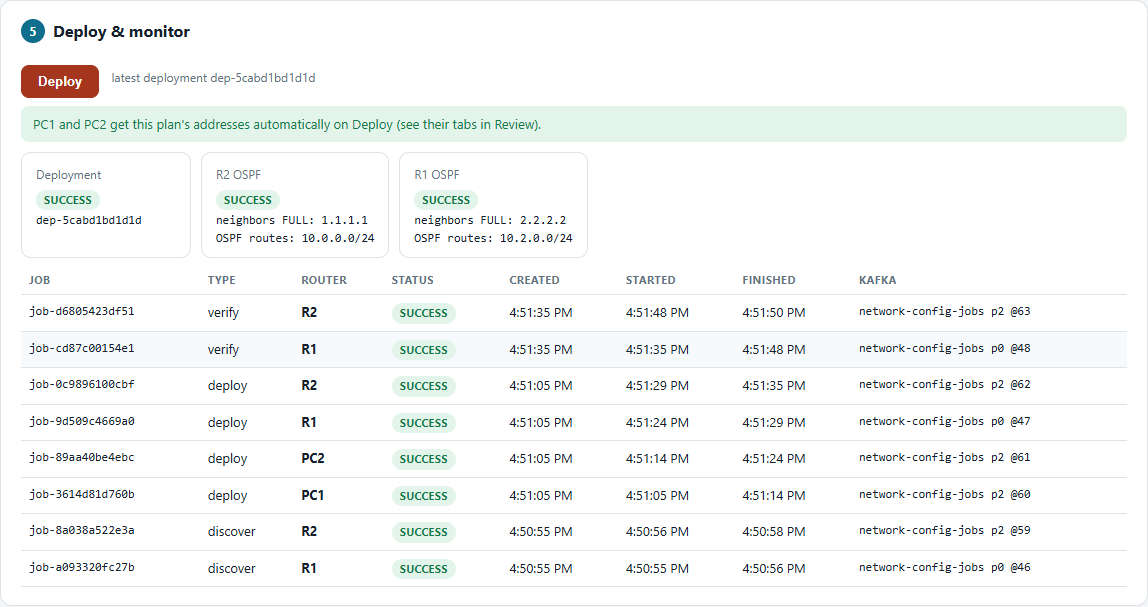 5 Deploy & monitor
Deploy latest deployment dep-5cabd1bd1d1d
PC1 and PC2 get this plan's addresses automatically on Deploy (see their tabs in Review).
Deployment
SUCCESS
dep-5cabd1bd1d1d
R2 OSPF
SUCCESS
neighbors FULL: 1.1.1.1
OSPF routes: 10.0.0.0/24
R1 OSPF
SUCCESS
neighbors FULL: 2.2.2.2
OSPF routes: 10.2.0.0/24
JOB TYPE ROUTER STATUS CREATED STARTED FINISHED KAFKA
job-d6805423df51 verify R2 SUCCESS 4:51:35 PM 4:51:48 PM 4:51:50 PM network-config-jobs p2 @63
job-cd87c00154e1 verify R1 SUCCESS 4:51:35 PM 4:51:35 PM 4:51:48 PM network-config-jobs p0 @48
job-0c9896100cbf deploy R2 SUCCESS 4:51:05 PM 4:51:29 PM 4:51:35 PM network-config-jobs p2 @62
job-9d509c4669a0 deploy R1 SUCCESS 4:51:05 PM 4:51:24 PM 4:51:29 PM network-config-jobs p0 @47
job-89aa40be4ebc deploy PC2 SUCCESS 4:51:05 PM 4:51:14 PM 4:51:24 PM network-config-jobs p2 @61
job-3614d81d760b deploy PC1 SUCCESS 4:51:05 PM 4:51:05 PM 4:51:14 PM network-config-jobs p2 @60
job-8a038a522e3a discover R2 SUCCESS 4:50:55 PM 4:50:56 PM 4:50:58 PM network-config-jobs p2 @59
job-a093320fc27b discover R1 SUCCESS 4:50:55 PM 4:50:55 PM 4:50:56 PM network-config-jobs p0 @46